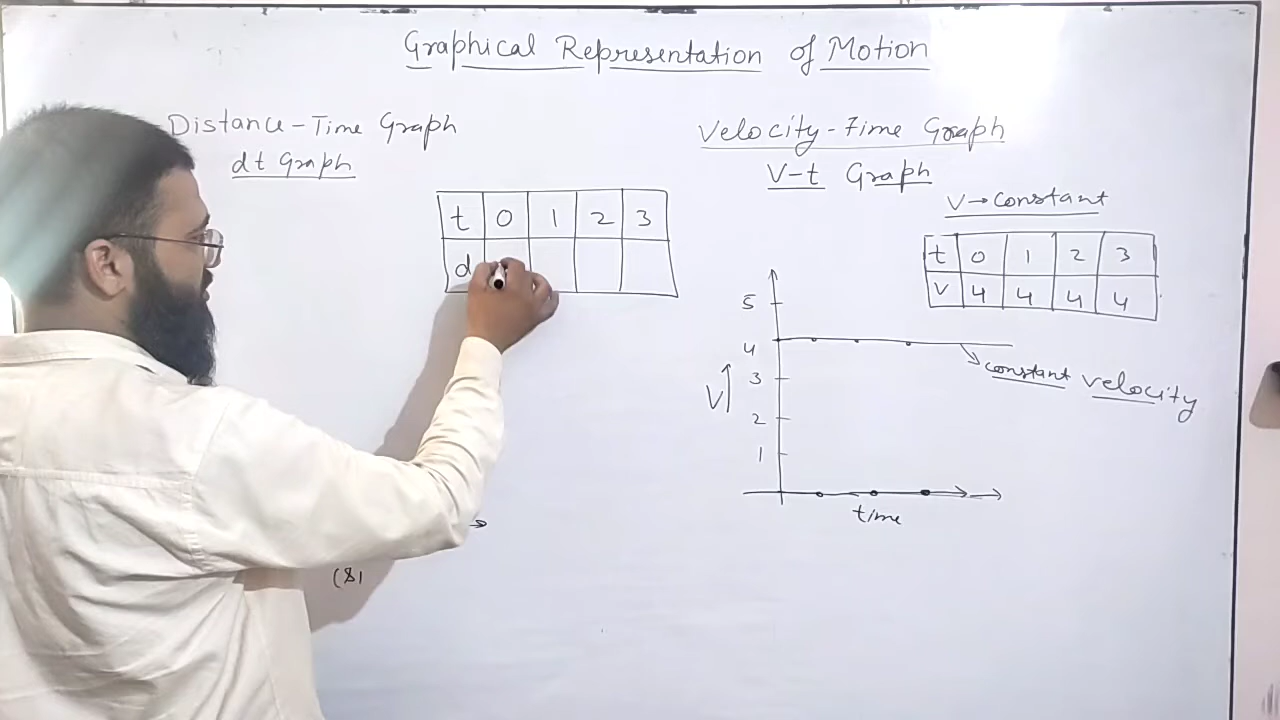 Graphical Representation of Motion
Distance-Time Graph
dt Graph
t 0 1 2 3
d
Velocity-Time Graph
V-t Graph
V→Constant
t 0 1 2 3
V 4 4 4 4
5
4
3
2
1
V
constant velocity
time